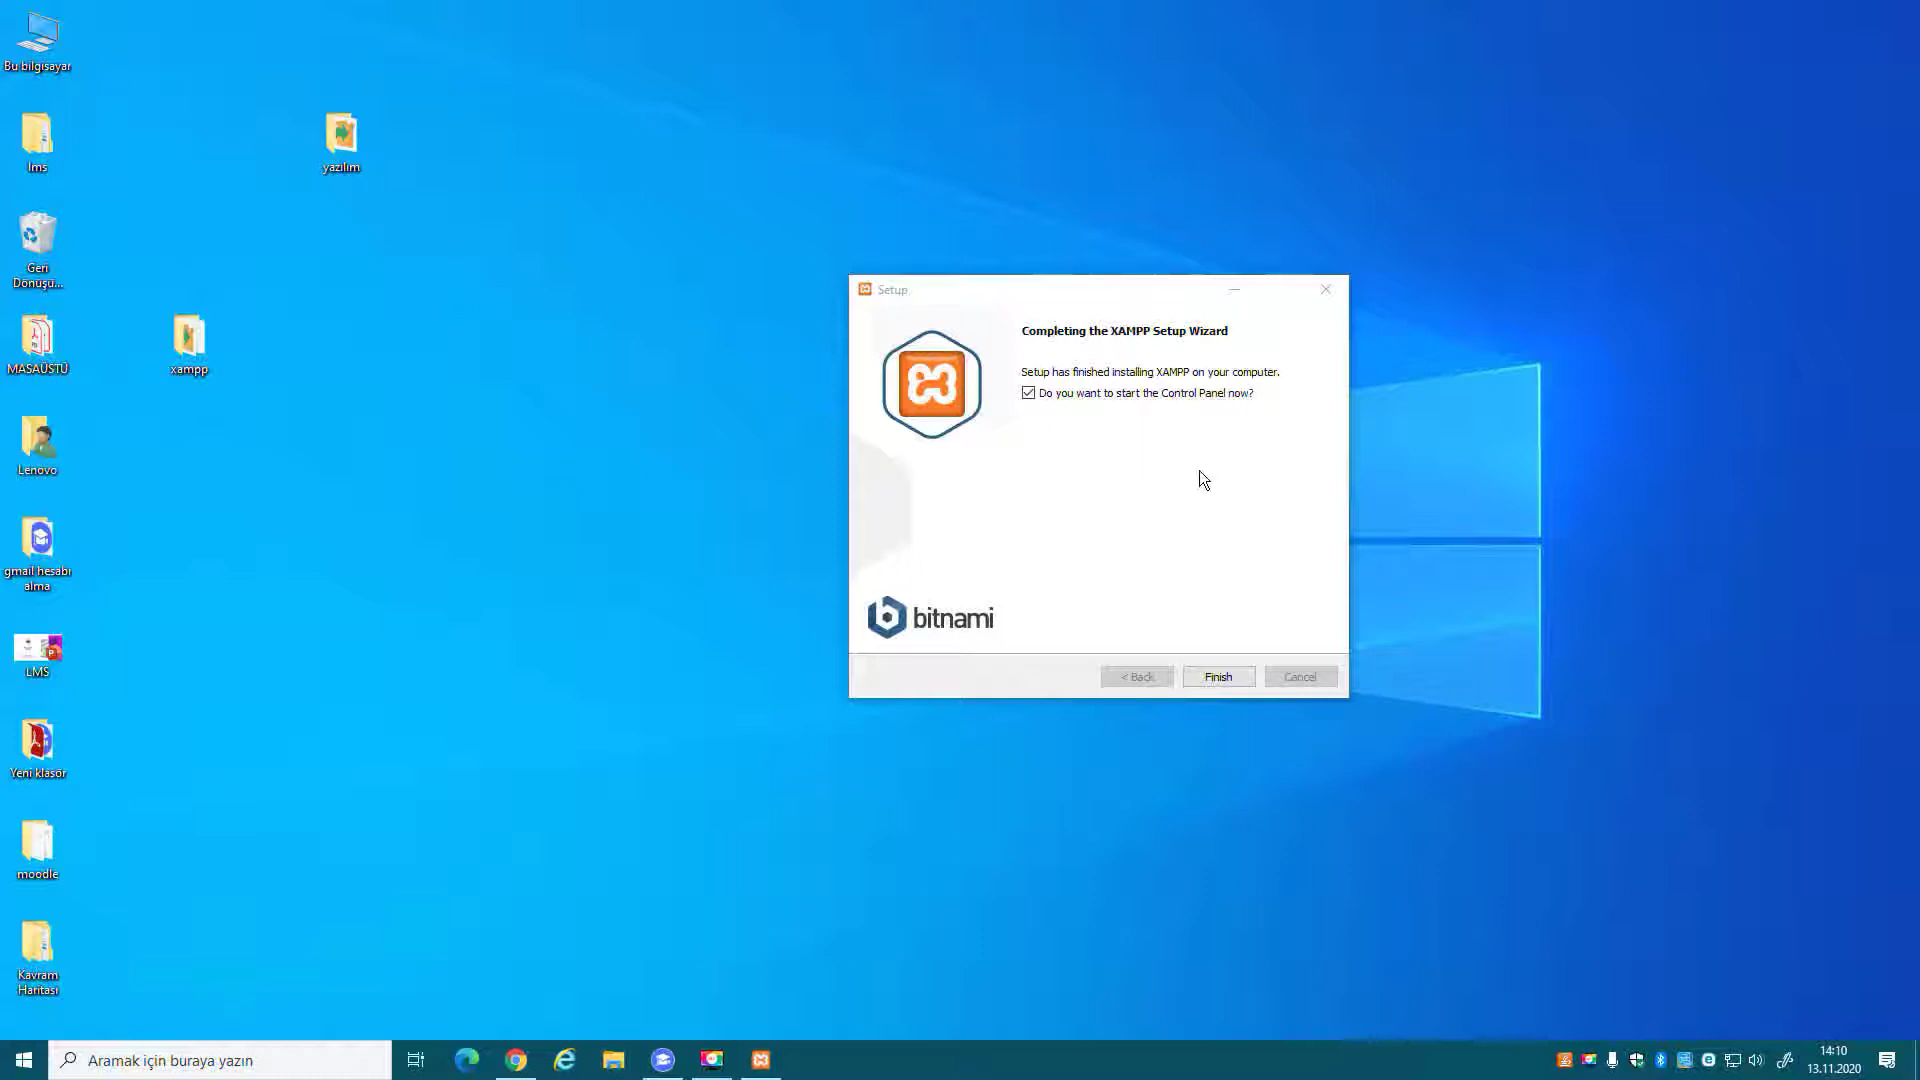 Bu bilgisayar
lms
yazılım
Geri
Dönüşü...
MASAÜSTÜ
xampp
Lenovo
gmail hesabı
alma
LMS
Yeni klasör
moodle
Kavram
Haritası
Setup
Completing the XAMPP Setup Wizard
Setup has finished installing XAMPP on your computer.
Do you want to start the Control Panel now?
bitnami
< Back
Finish
Cancel
Aramak için buraya yazın
14:10
13.11.2020